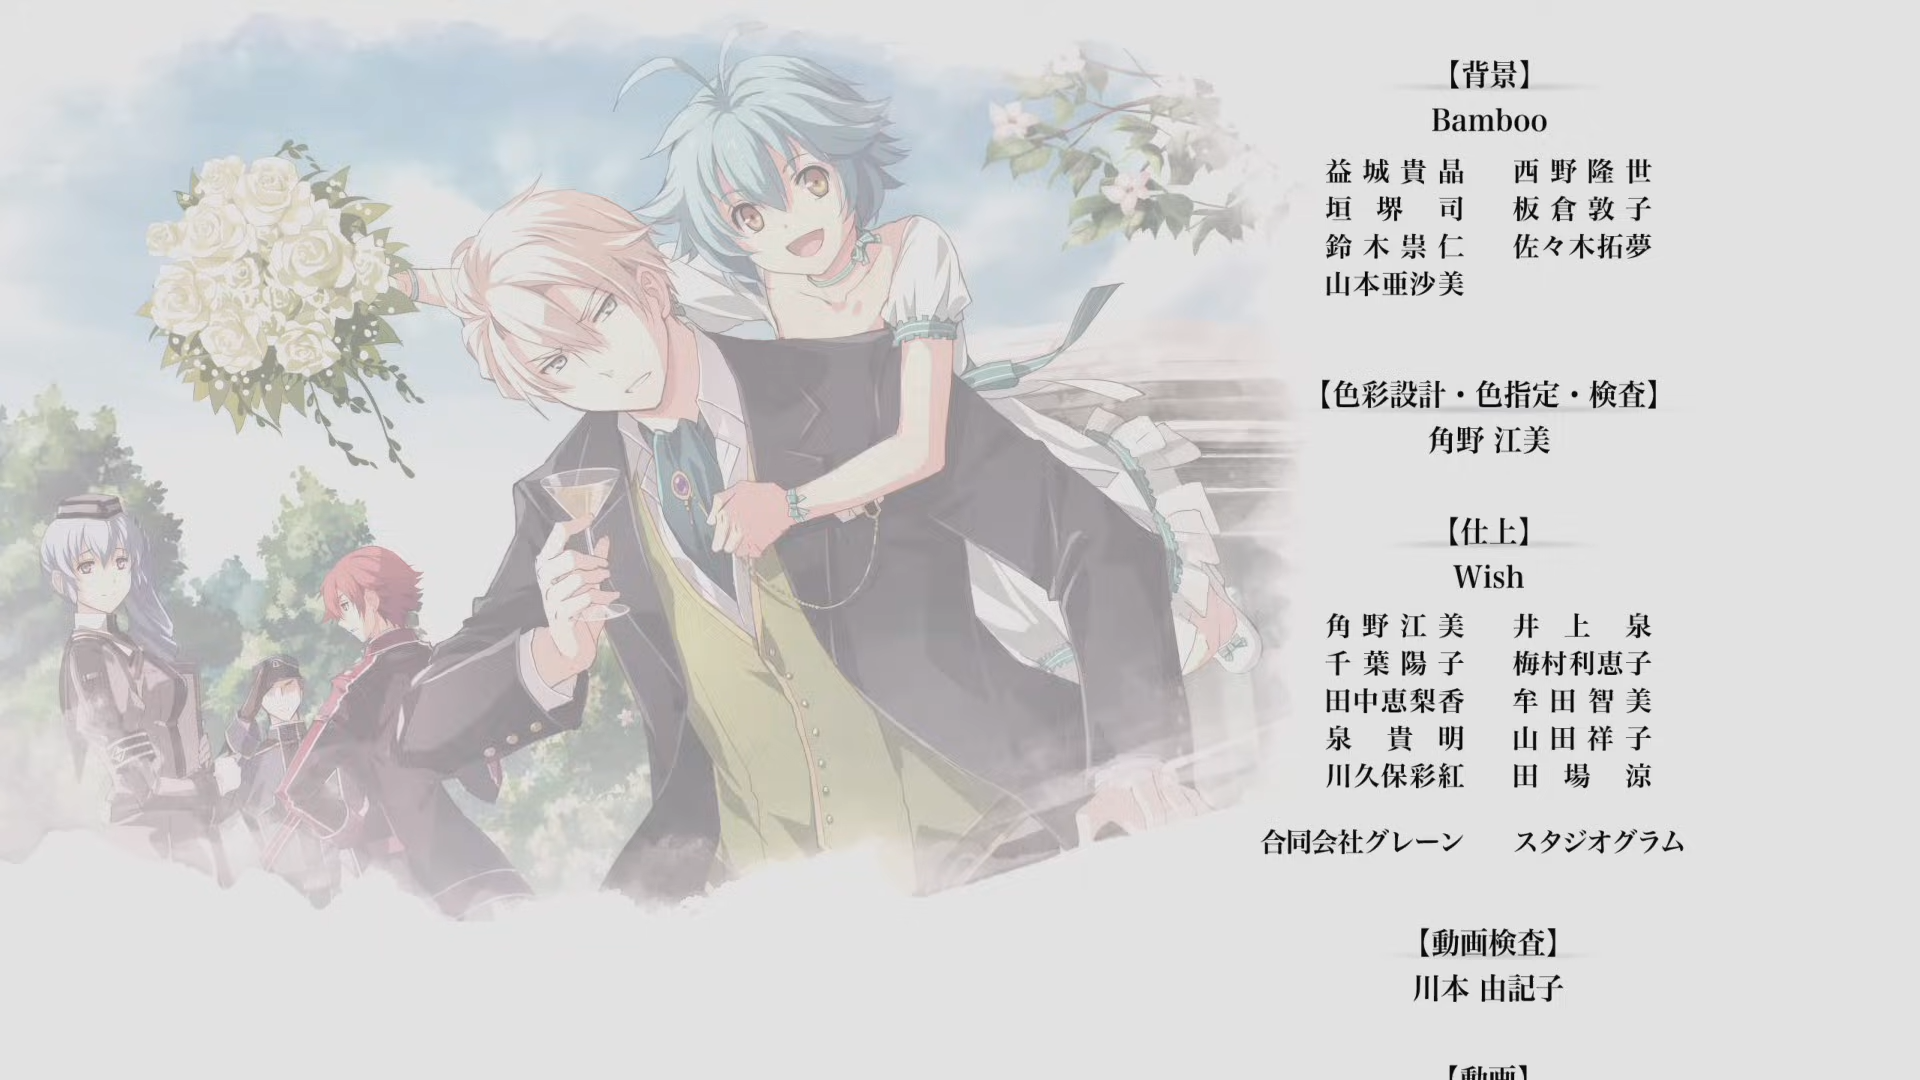 【背景】
Bamboo
益城貴晶 西野隆世
垣堺司 板倉敦子
鈴木祟仁 佐々木拓夢
山本亜沙美
【色彩設計・色指定・検査】
角野 江美
【仕上】
Wish
角野江美 井上泉
千葉陽子 梅村利恵子
田中恵梨香 牟田智美
泉貴明 山田祥子
川久保彩紅 田場涼
合同会社グレーン スタジオグラム
【動画検査】
川本 由記子
【動画】